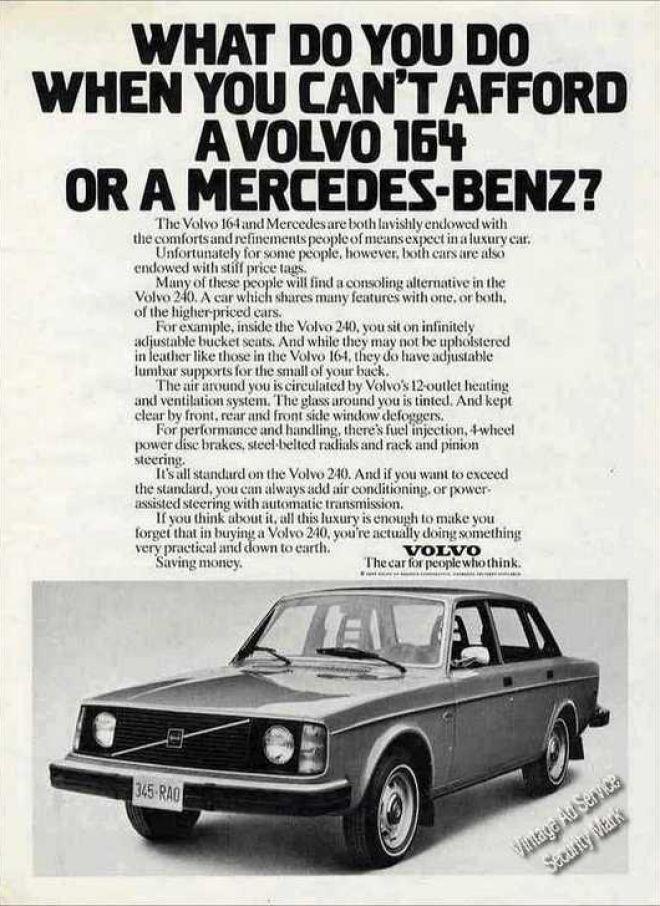 WHAT DO YOU DO
WHEN YOU CAN'T AFFORD
A VOLVO 164
OR A MERCEDES-BENZ?
The Volvo 164 and Mercedes are both lavishly endowed with
the comforts and refinements people of means expect in a luxury car.
Unfortunately for some people, however, both cars are also
endowed with stiff price tags.
Many of these people will find a consoling alternative in the
Volvo 240. A car which shares many features with one, or both,
of the higher-priced cars.
For example, inside the Volvo 240, you sit on infinitely
adjustable bucket seats. And while they may not be upholstered
in leather like those in the Volvo 164, they do have adjustable
lumbar supports for the small of your back.
The air around you is circulated by Volvo's 12-outlet heating
and ventilation system. The glass around you is tinted. And kept
clear by front, rear and front side window defoggers.
For performance and handling, there's fuel injection, 4-wheel
power disc brakes, steel-belted radials and rack and pinion
steering.
It's all standard on the Volvo 240. And if you want to exceed
the standard, you can always add air conditioning, or power-
assisted steering with automatic transmission.
If you think about it, all this luxury is enough to make you
forget that in buying a Volvo 240, you're actually doing something
very practical and down to earth.
Saving money.
VOLVO
The car for people who think.
345-RAO
Vintage Ad Service
Security Mark